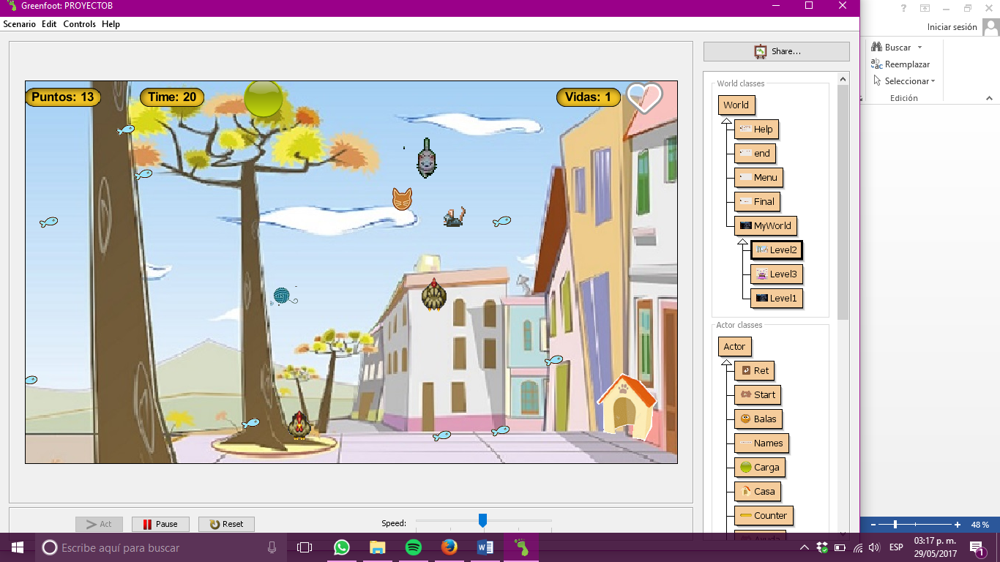 Greenfoot: PROYECTOB
Scenario Edit Controls Help
Share...
Puntos: 13
Time: 20
Vidas: 1
World classes
World
Help
end
Menu
Final
MyWorld
Level2
Level3
Level1
Actor classes
Actor
Ret
Start
Balas
Names
Carga
Casa
Counter
Act
Pause
Reset
Speed:
Iniciar sesión
Buscar
Reemplazar
Seleccionar
Edición
48 %
Escribe aquí para buscar
ESP
03:17 p. m.
29/05/2017
1